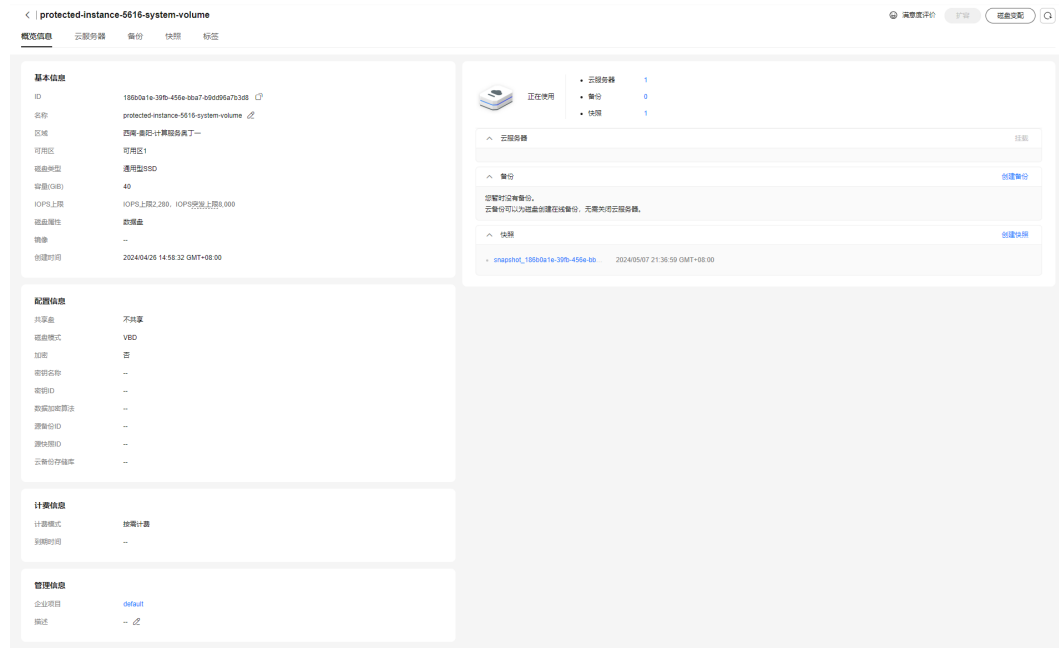 protected-instance-5616-system-volume
满意度评价 扩容 磁盘变配
概览信息 云服务器 备份 快照 标签
基本信息
ID 186b0a1e-39fb-456e-bba7-b9dd96a7b3d8
名称 protected-instance-5616-system-volume
区域 西南-贵阳-计算服务奥丁一
可用区 可用区1
磁盘类型 通用型SSD
容量(GiB) 40
IOPS上限 IOPS上限2,280，IOPS突发上限8,000
磁盘属性 数据盘
镜像 --
创建时间 2024/04/26 14:58:32 GMT+08:00
配置信息
共享盘 不共享
磁盘模式 VBD
加密 否
密钥名称 --
密钥ID --
数据加密算法 --
源备份ID --
源快照ID --
云备份存储库 --
计费信息
计费模式 按需计费
到期时间 --
管理信息
企业项目 default
描述 --
正在使用
云服务器 1
备份 0
快照 1
云服务器 挂载
备份 创建备份
您暂时没有备份。
云备份可以为磁盘创建在线备份，无需关闭云服务器。
快照 创建快照
snapshot_186b0a1e-39fb-456e-bb... 2024/05/07 21:36:59 GMT+08:00